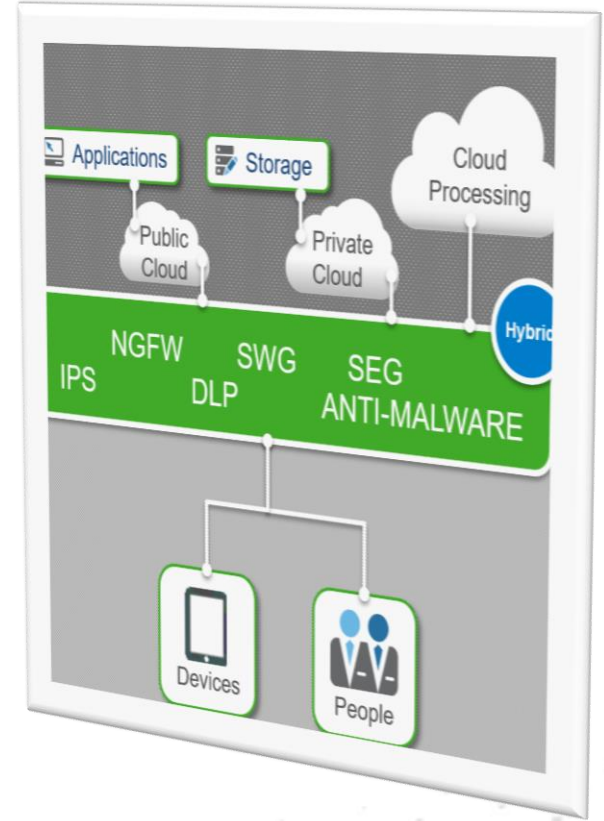 Applications
Storage
Cloud
Processing
Public
Cloud
Private
Cloud
NGFW
SWG
SEG
IPS
DLP
ANTI-MALWARE
Devices
People